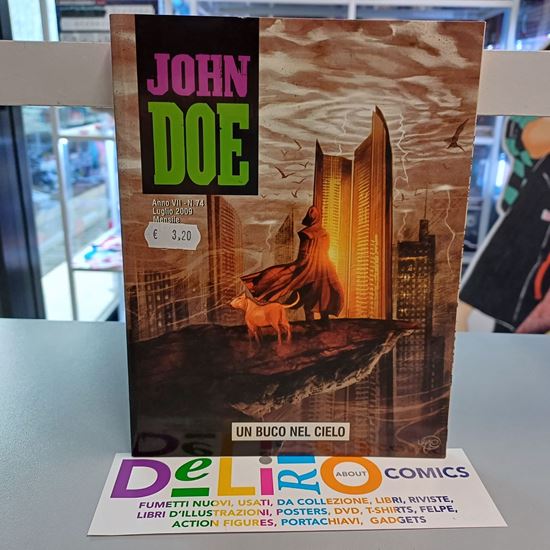 JOHN
DOE
Anno VII - N. 74
Luglio 2009
Mensile
€ 3,20
UN BUCO NEL CIELO
DeLiRiO ABOUT COMICS
FUMETTI NUOVI, USATI, DA COLLEZIONE, LIBRI, RIVISTE,
LIBRI D'ILLUSTRAZIONI, POSTERS, DVD, T-SHIRTS, FELPE,
ACTION FIGURES, PORTACHIAVI, GADGETS